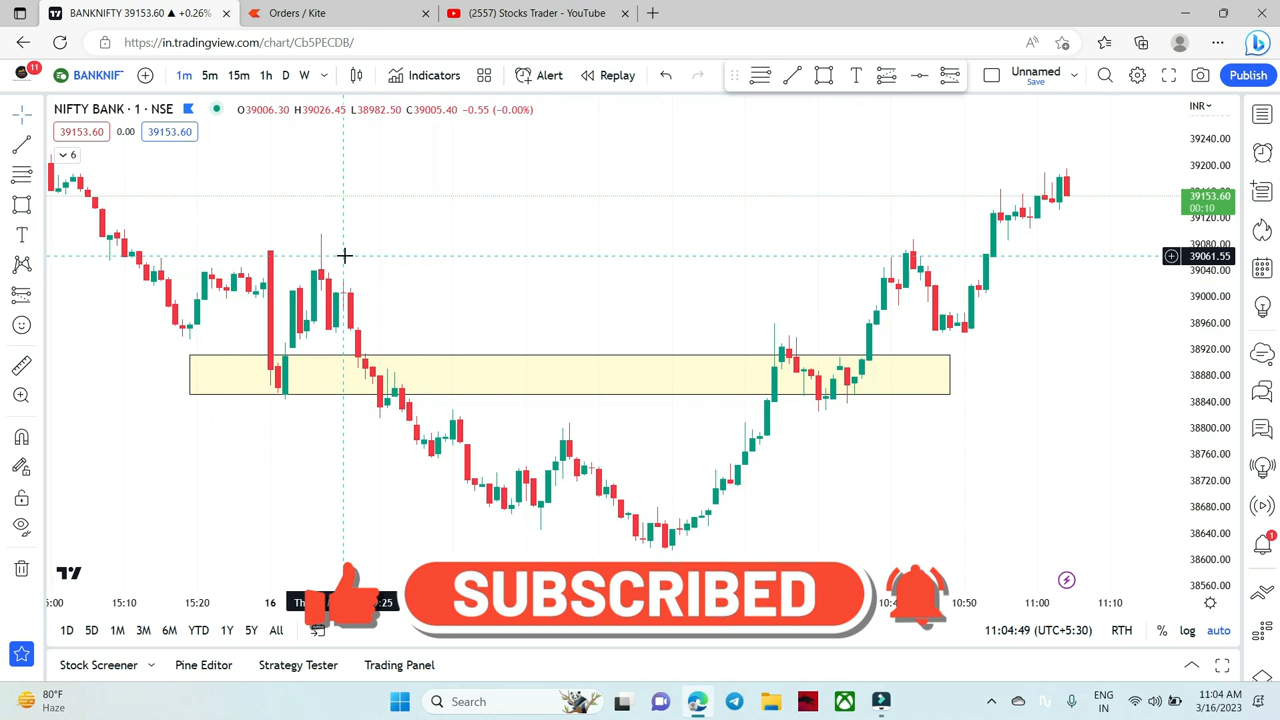 BANKNIFTY 39153.60 ▲ +0.26%
Orders / Kite
(2557) Stocks Trader - YouTube
https://in.tradingview.com/chart/Cb5PECDB/
11
BANKNIF
1m 5m 15m 1h D W
Indicators
Alert
Replay
Unnamed
Save
Publish
NIFTY BANK · 1 · NSE
O39006.30 H39026.45 L38982.50 C39005.40 -0.55 (-0.00%)
INR
39153.60 0.00 39153.60
6
39240.00
39200.00
39153.60
00:10
39120.00
39080.00
39061.55
39040.00
39000.00
38960.00
38920.00
38880.00
38840.00
38800.00
38760.00
38720.00
38680.00
38640.00
38600.00
38560.00
SUBSCRIBED
15:10 15:20 16 10:50 11:00 11:10
1D 5D 1M 3M 6M YTD 1Y 5Y All
11:04:49 (UTC+5:30) RTH % log auto
Stock Screener Pine Editor Strategy Tester Trading Panel
1
80°F
Haze
Search
ENG
IN
11:04 AM
3/16/2023